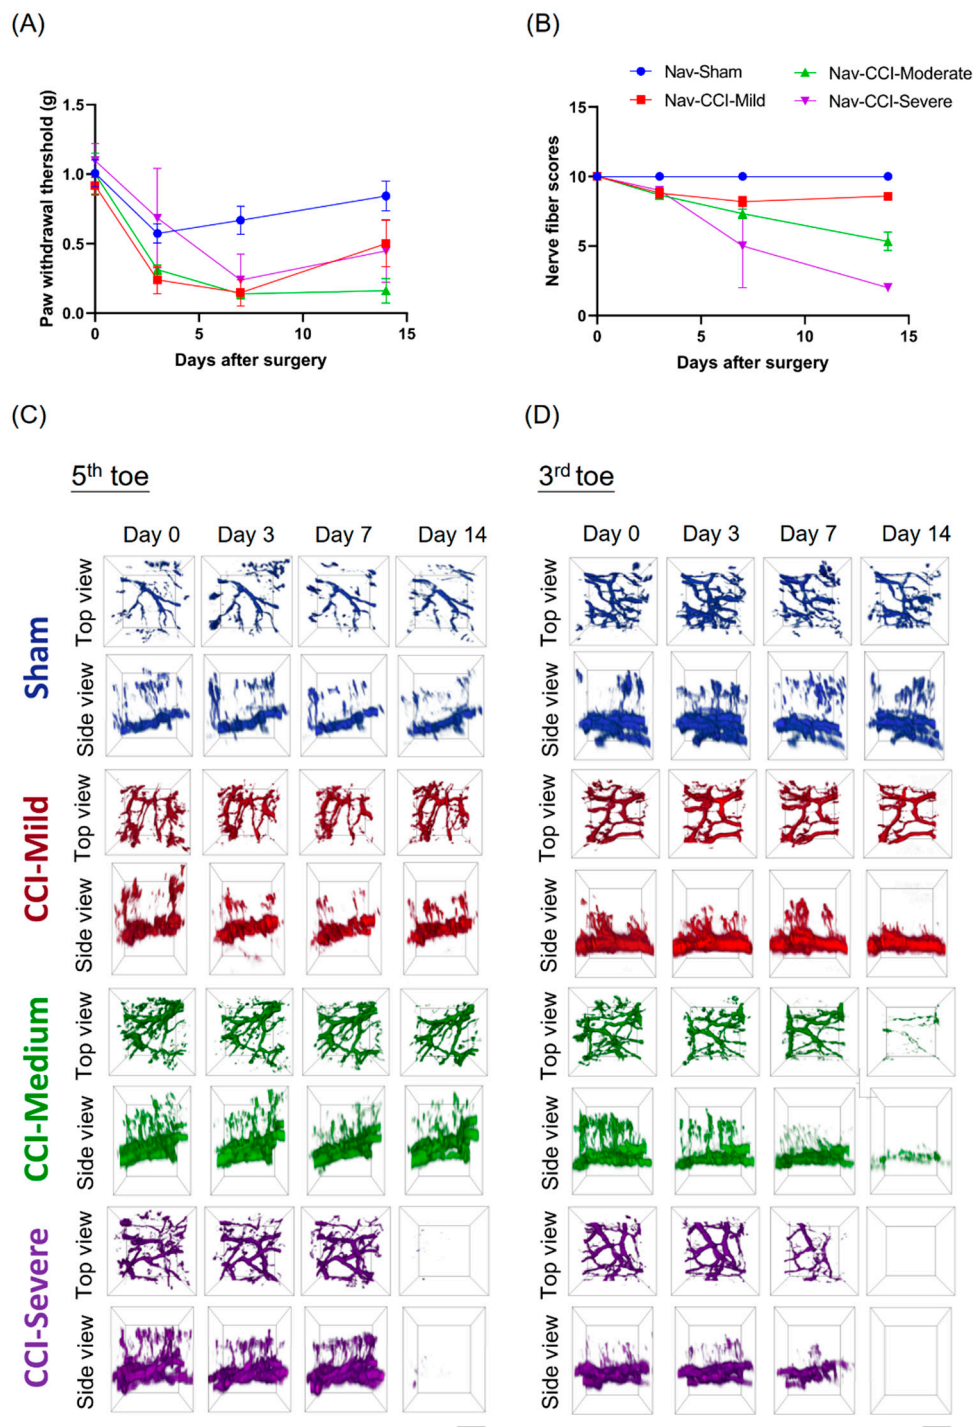 (A)
(B)
Nav-Sham
Nav-CCI-Moderate
Nav-CCI-Mild
Nav-CCI-Severe
Paw withdrawal thershold (g)
1.5
1.0
0.5
0.0
0 5 10 15
Days after surgery
Nerve fiber scores
15
10
5
0
0 5 10 15
Days after surgery
(C)
(D)
5th toe
3rd toe
Day 0 Day 3 Day 7 Day 14
Day 0 Day 3 Day 7 Day 14
Sham
Top view
Side view
Top view
Side view
CCI-Mild
Top view
Side view
Top view
Side view
CCI-Medium
Top view
Side view
Top view
Side view
CCI-Severe
Top view
Side view
Top view
Side view